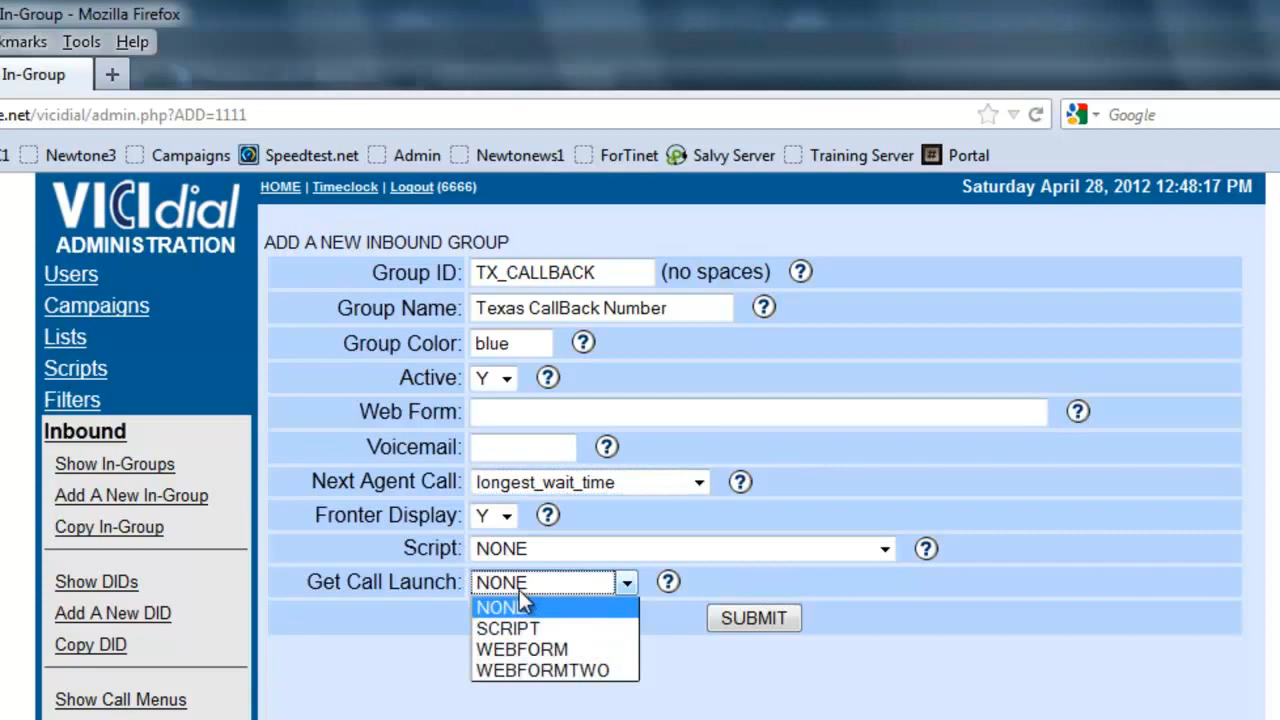 In-Group - Mozilla Firefox
kmarks Tools Help
In-Group +
e.net/vicidial/admin.php?ADD=1111 Google
C1 Newtone3 Campaigns Speedtest.net Admin Newtonews1 ForTinet Salvy Server Training Server # Portal
VICIdial
ADMINISTRATION
HOME | Timeclock | Logout (6666) Saturday April 28, 2012 12:48:17 PM
Users
Campaigns
Lists
Scripts
Filters
Inbound
Show In-Groups
Add A New In-Group
Copy In-Group
Show DIDs
Add A New DID
Copy DID
Show Call Menus
ADD A NEW INBOUND GROUP
Group ID: TX_CALLBACK (no spaces) ?
Group Name: Texas CallBack Number ?
Group Color: blue ?
Active: Y ?
Web Form: ?
Voicemail: ?
Next Agent Call: longest_wait_time ?
Fronter Display: Y ?
Script: NONE ?
Get Call Launch: NONE ?
NONE
SCRIPT
WEBFORM
WEBFORMTWO
SUBMIT